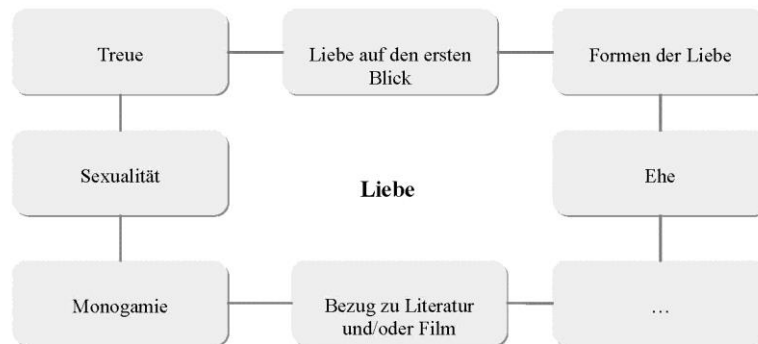 Treue
Liebe auf den ersten
Blick
Formen der Liebe
Sexualität
Liebe
Ehe
Monogamie
Bezug zu Literatur
und/oder Film
…